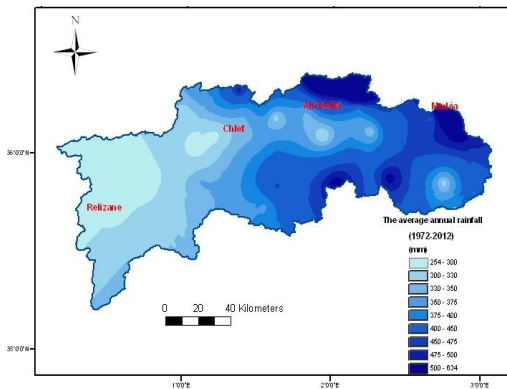 N
Médéa
Chlef
Relizane
36°0'0"N
35°0'0"N
1°0'0"E
2°0'0"E
3°0'0"E
0 20 40 Kilometers
The average annual rainfall
(1972-2012)
(mm)
254 - 300
300 - 330
330 - 350
350 - 375
375 - 400
400 - 450
450 - 475
475 - 500
500 - 634